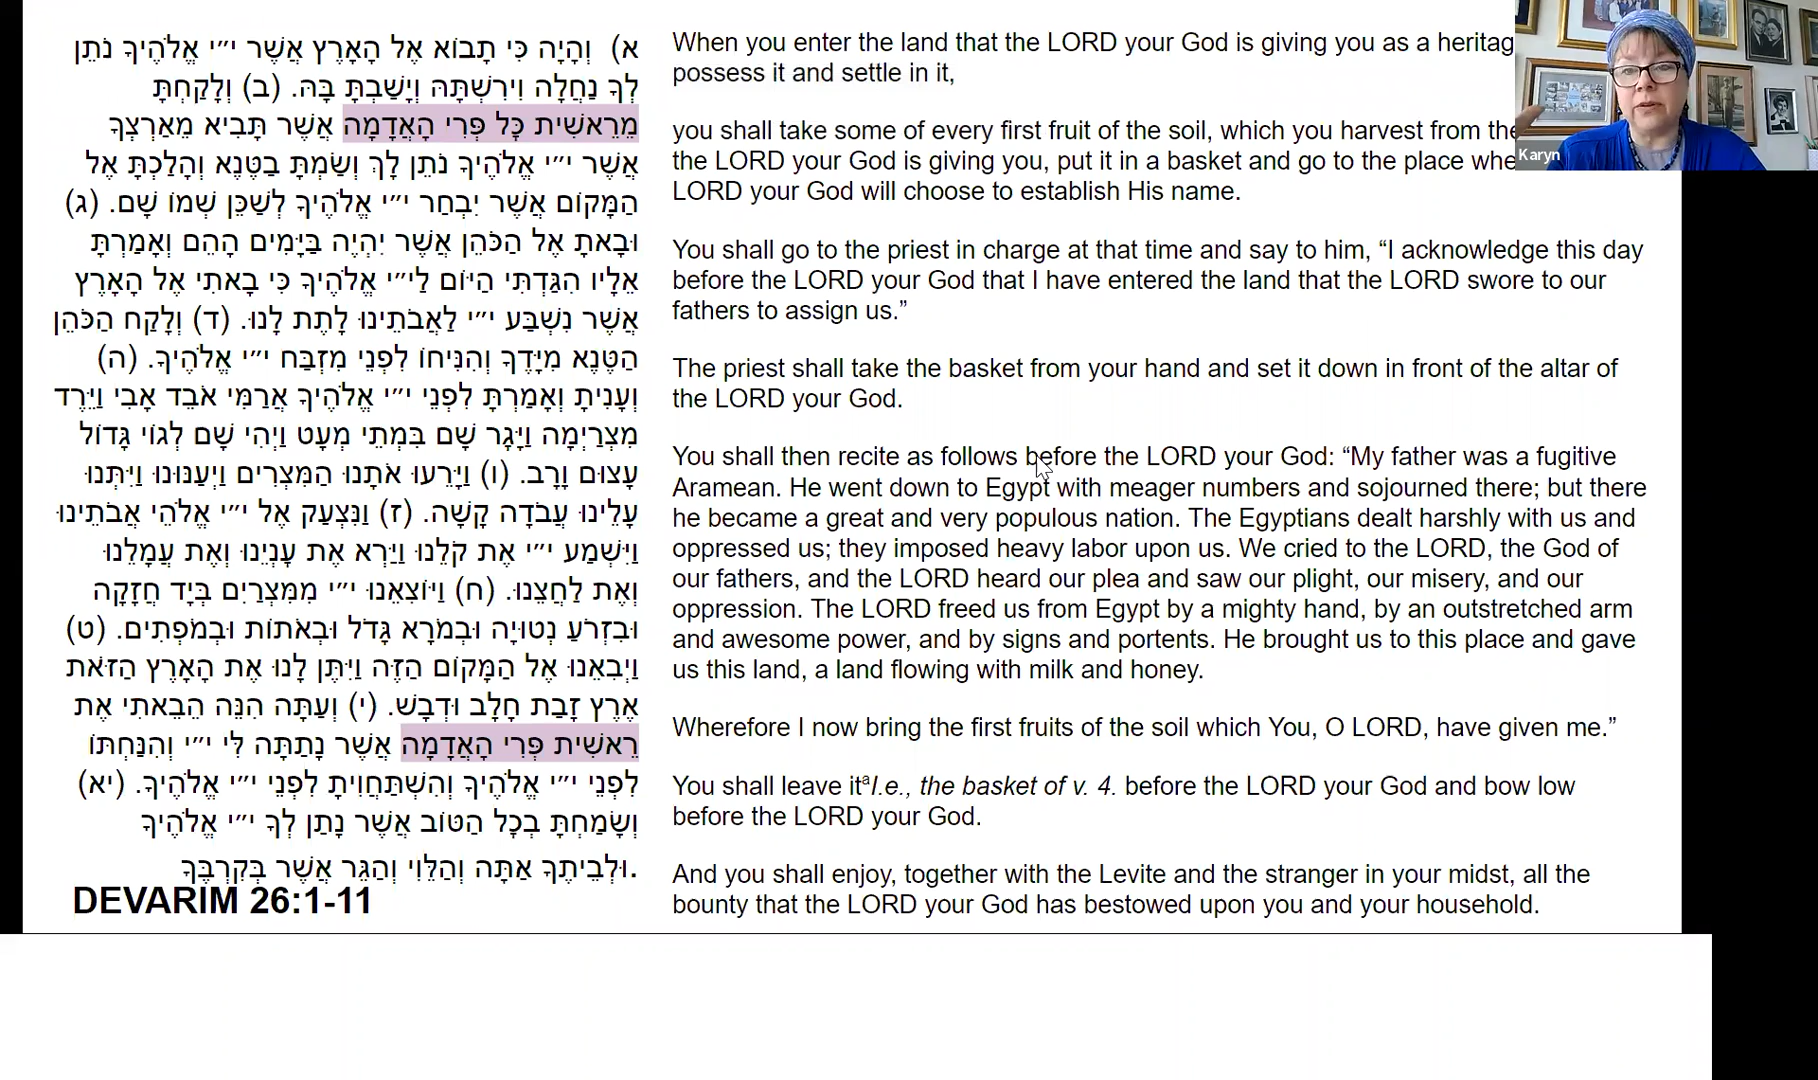 א) וְהָיָה כִּי תָבוֹא אֶל הָאָרֶץ אֲשֶׁר י״י אֱלֹהֶיךָ נֹתֵן
לְךָ נַחֲלָה וִירִשְׁתָּהּ וְיָשַׁבְתָּ בָּהּ. (ב) וְלָקַחְתָּ
מֵרֵאשִׁית כָּל פְּרִי הָאֲדָמָה אֲשֶׁר תָּבִיא מֵאַרְצְךָ
אֲשֶׁר י״י אֱלֹהֶיךָ נֹתֵן לָךְ וְשַׂמְתָּ בַטֶּנֶא וְהָלַכְתָּ אֶל
הַמָּקוֹם אֲשֶׁר יִבְחַר י״י אֱלֹהֶיךָ לְשַׁכֵּן שְׁמוֹ שָׁם. (ג)
וּבָאתָ אֶל הַכֹּהֵן אֲשֶׁר יִהְיֶה בַּיָּמִים הָהֵם וְאָמַרְתָּ
אֵלָיו הִגַּדְתִּי הַיּוֹם לַי״י אֱלֹהֶיךָ כִּי בָאתִי אֶל הָאָרֶץ
אֲשֶׁר נִשְׁבַּע י״י לַאֲבֹתֵינוּ לָתֶת לָנוּ. (ד) וְלָקַח הַכֹּהֵן
הַטֶּנֶא מִיָּדֶךָ וְהִנִּיחוֹ לִפְנֵי מִזְבַּח י״י אֱלֹהֶיךָ. (ה)
וְעָנִיתָ וְאָמַרְתָּ לִפְנֵי י״י אֱלֹהֶיךָ אֲרַמִּי אֹבֵד אָבִי וַיֵּרֶד
מִצְרַיְמָה וַיָּגָר שָׁם בִּמְתֵי מְעָט וַיְהִי שָׁם לְגוֹי גָּדוֹל
עָצוּם וָרָב. (ו) וַיָּרֵעוּ אֹתָנוּ הַמִּצְרִים וַיְעַנּוּנוּ וַיִּתְּנוּ
עָלֵינוּ עֲבֹדָה קָשָׁה. (ז) וַנִּצְעַק אֶל י״י אֱלֹהֵי אֲבֹתֵינוּ
וַיִּשְׁמַע י״י אֶת קֹלֵנוּ וַיַּרְא אֶת עָנְיֵנוּ וְאֶת עֲמָלֵנוּ
וְאֶת לַחֲצֵנוּ. (ח) וַיּוֹצִאֵנוּ י״י מִמִּצְרַיִם בְּיָד חֲזָקָה
וּבִזְרֹעַ נְטוּיָה וּבְמֹרָא גָּדֹל וּבְאֹתוֹת וּבְמֹפְתִים. (ט)
וַיְבִאֵנוּ אֶל הַמָּקוֹם הַזֶּה וַיִּתֶּן לָנוּ אֶת הָאָרֶץ הַזֹּאת
אֶרֶץ זָבַת חָלָב וּדְבָשׁ. (י) וְעַתָּה הִנֵּה הֵבֵאתִי אֶת
רֵאשִׁית פְּרִי הָאֲדָמָה אֲשֶׁר נָתַתָּה לִּי י״י וְהִנַּחְתּוֹ
לִפְנֵי י״י אֱלֹהֶיךָ וְהִשְׁתַּחֲוִיתָ לִפְנֵי י״י אֱלֹהֶיךָ. (יא)
וְשָׂמַחְתָּ בְכָל הַטּוֹב אֲשֶׁר נָתַן לְךָ י״י אֱלֹהֶיךָ
וּלְבֵיתֶךָ אַתָּה וְהַלֵּוִי וְהַגֵּר אֲשֶׁר בְּקִרְבֶּךָ.
DEVARIM 26:1-11
When you enter the land that the LORD your God is giving you as a heritag
possess it and settle in it,
you shall take some of every first fruit of the soil, which you harvest from the
the LORD your God is giving you, put it in a basket and go to the place whe
LORD your God will choose to establish His name.
You shall go to the priest in charge at that time and say to him, “I acknowledge this day
before the LORD your God that I have entered the land that the LORD swore to our
fathers to assign us.”
The priest shall take the basket from your hand and set it down in front of the altar of
the LORD your God.
You shall then recite as follows before the LORD your God: “My father was a fugitive
Aramean. He went down to Egypt with meager numbers and sojourned there; but there
he became a great and very populous nation. The Egyptians dealt harshly with us and
oppressed us; they imposed heavy labor upon us. We cried to the LORD, the God of
our fathers, and the LORD heard our plea and saw our plight, our misery, and our
oppression. The LORD freed us from Egypt by a mighty hand, by an outstretched arm
and awesome power, and by signs and portents. He brought us to this place and gave
us this land, a land flowing with milk and honey.
Wherefore I now bring the first fruits of the soil which You, O LORD, have given me.”
You shall leave itᵃI.e., the basket of v. 4. before the LORD your God and bow low
before the LORD your God.
And you shall enjoy, together with the Levite and the stranger in your midst, all the
bounty that the LORD your God has bestowed upon you and your household.
Karyn